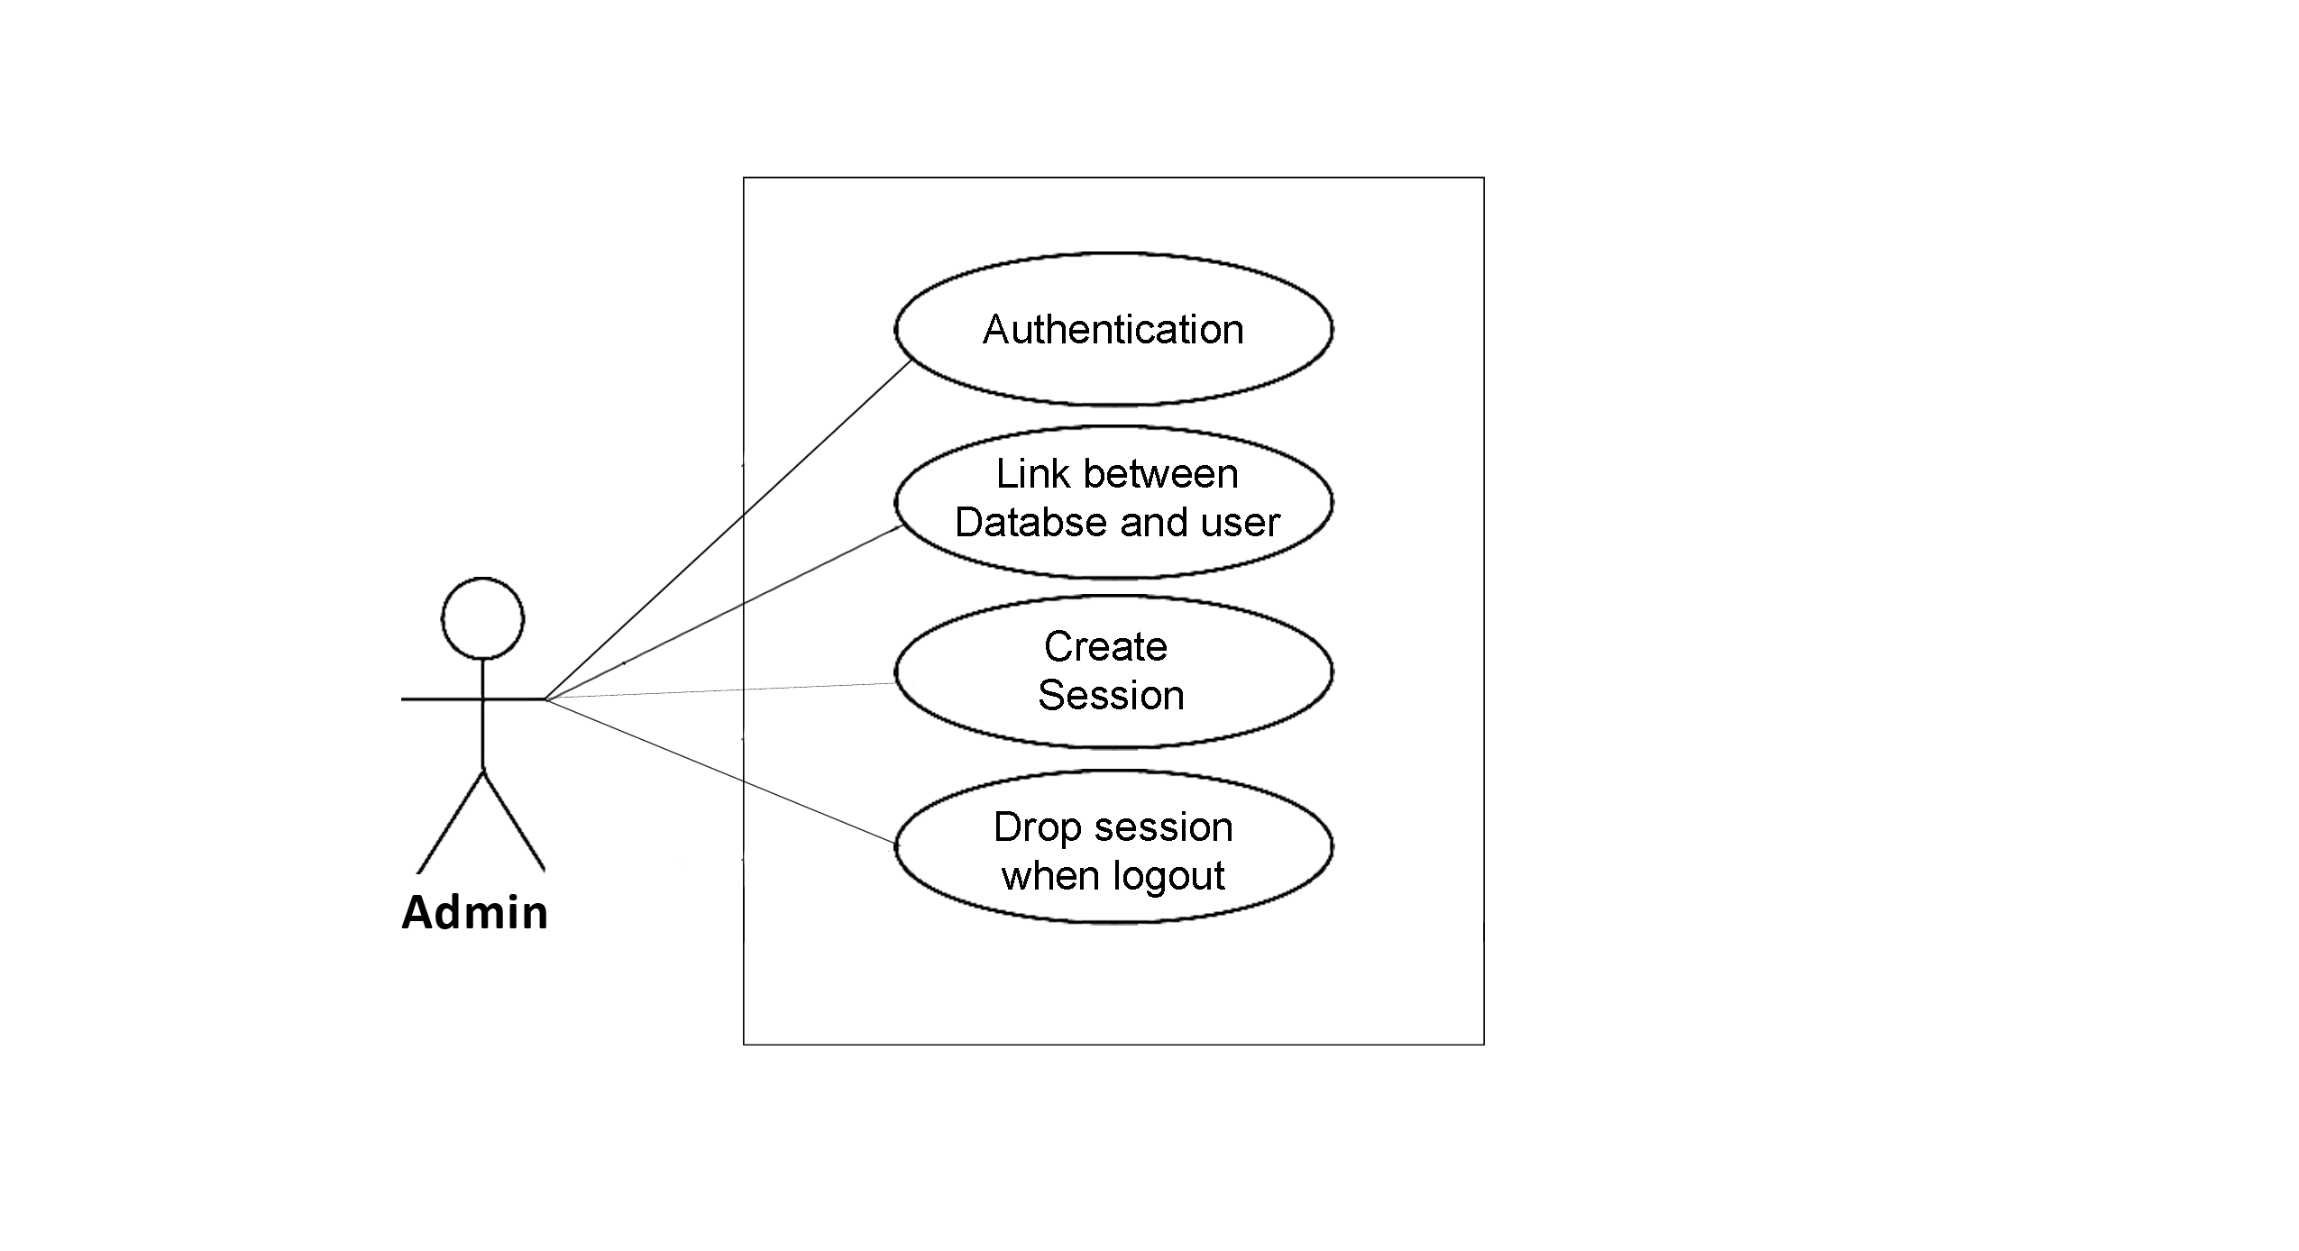 Authentication
Link between
Databse and user
Create
Session
Drop session
when logout
Admin